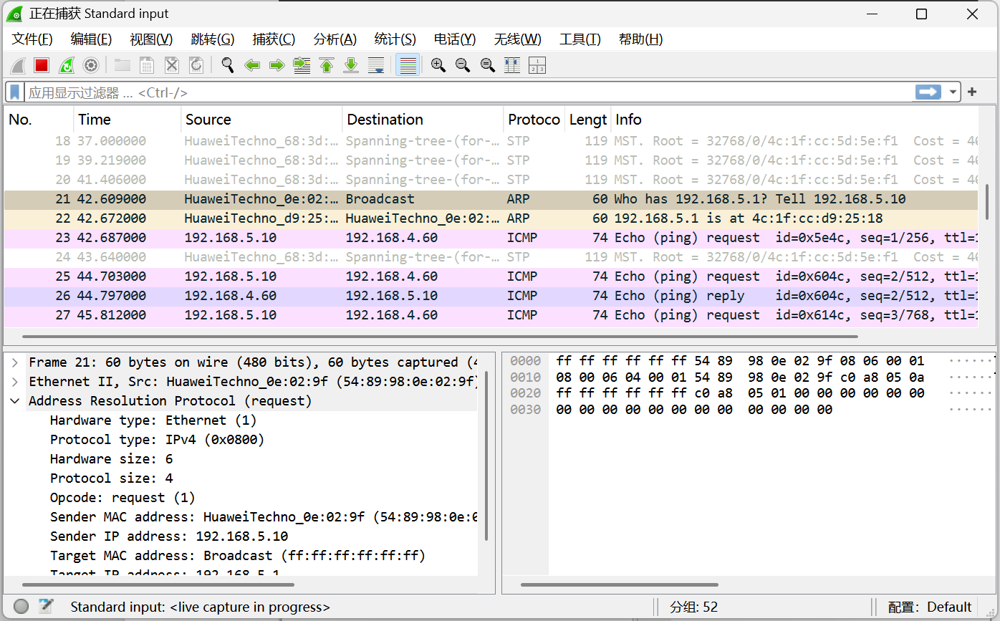 正在捕获 Standard input
文件(F) 编辑(E) 视图(V) 跳转(G) 捕获(C) 分析(A) 统计(S) 电话(Y) 无线(W) 工具(T) 帮助(H)
应用显示过滤器 … <Ctrl-/>
No. Time Source Destination Protoco Lengt Info
18 37.000000 HuaweiTechno_68:3d:… Spanning-tree-(for-… STP 119 MST. Root = 32768/0/4c:1f:cc:5d:5e:f1 Cost = 40
19 39.219000 HuaweiTechno_68:3d:… Spanning-tree-(for-… STP 119 MST. Root = 32768/0/4c:1f:cc:5d:5e:f1 Cost = 40
20 41.406000 HuaweiTechno_68:3d:… Spanning-tree-(for-… STP 119 MST. Root = 32768/0/4c:1f:cc:5d:5e:f1 Cost = 40
21 42.609000 HuaweiTechno_0e:02:… Broadcast ARP 60 Who has 192.168.5.1? Tell 192.168.5.10
22 42.672000 HuaweiTechno_d9:25:… HuaweiTechno_0e:02:… ARP 60 192.168.5.1 is at 4c:1f:cc:d9:25:18
23 42.687000 192.168.5.10 192.168.4.60 ICMP 74 Echo (ping) request id=0x5e4c, seq=1/256, ttl=1
24 43.640000 HuaweiTechno_68:3d:… Spanning-tree-(for-… STP 119 MST. Root = 32768/0/4c:1f:cc:5d:5e:f1 Cost = 40
25 44.703000 192.168.5.10 192.168.4.60 ICMP 74 Echo (ping) request id=0x604c, seq=2/512, ttl=1
26 44.797000 192.168.4.60 192.168.5.10 ICMP 74 Echo (ping) reply id=0x604c, seq=2/512, ttl=1
27 45.812000 192.168.5.10 192.168.4.60 ICMP 74 Echo (ping) request id=0x614c, seq=3/768, ttl=1
Frame 21: 60 bytes on wire (480 bits), 60 bytes captured (4
Ethernet II, Src: HuaweiTechno_0e:02:9f (54:89:98:0e:02:9f)
Address Resolution Protocol (request)
Hardware type: Ethernet (1)
Protocol type: IPv4 (0x0800)
Hardware size: 6
Protocol size: 4
Opcode: request (1)
Sender MAC address: HuaweiTechno_0e:02:9f (54:89:98:0e:0
Sender IP address: 192.168.5.10
Target MAC address: Broadcast (ff:ff:ff:ff:ff:ff)
Target IP address: 192.168.5.1
0000 ff ff ff ff ff ff 54 89 98 0e 02 9f 08 06 00 01 ······
0010 08 00 06 04 00 01 54 89 98 0e 02 9f c0 a8 05 0a ······
0020 ff ff ff ff ff ff c0 a8 05 01 00 00 00 00 00 00 ······
0030 00 00 00 00 00 00 00 00 00 00 00 00 ······
Standard input: <live capture in progress>
分组: 52
配置: Default